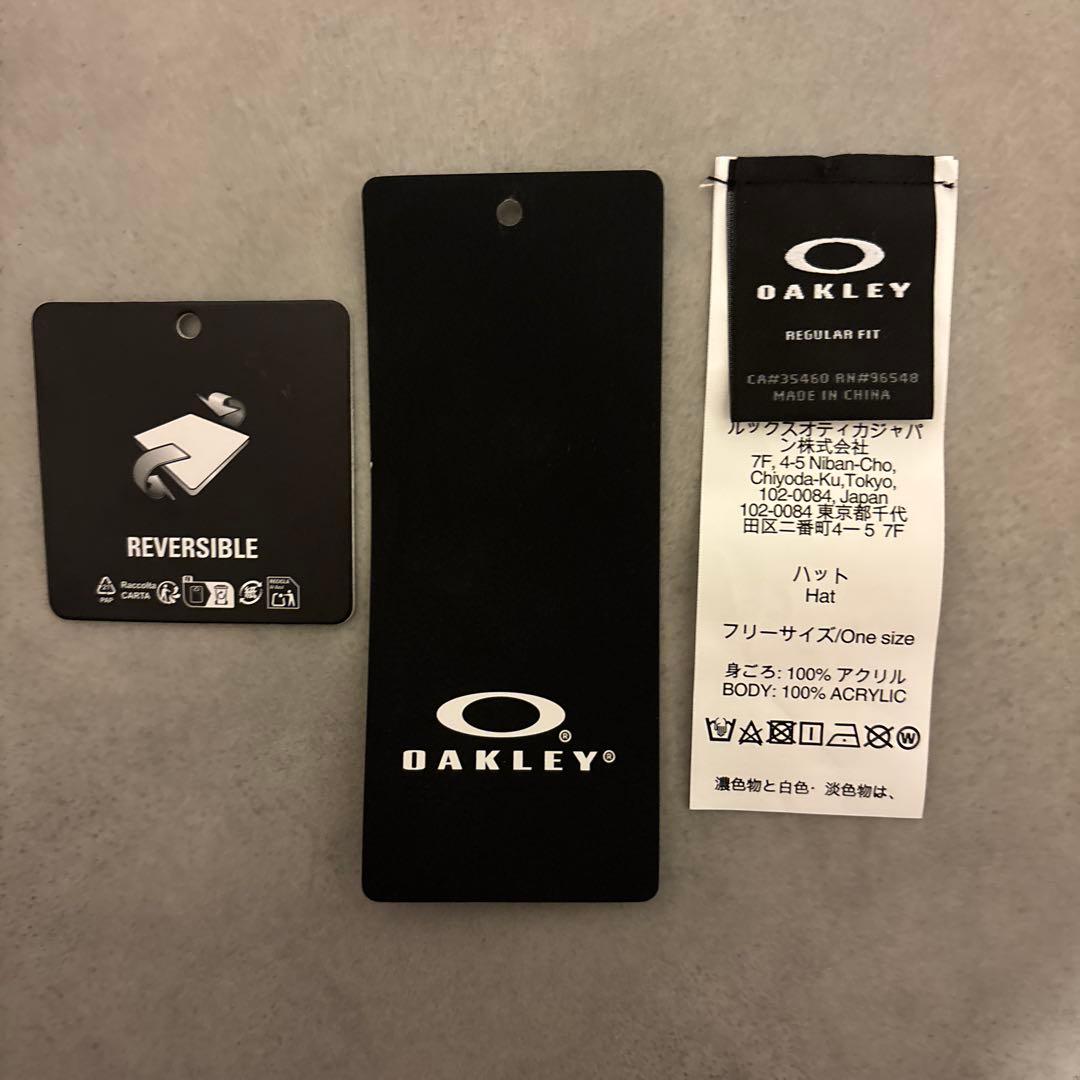 REVERSIBLE
PAP
Raccolta
CARTA
紙
OAKLEY®
OAKLEY
REGULAR FIT
CA#35460 RN#96548
MADE IN CHINA
ルックスオティカジャパ
ン株式会社
7F, 4-5 Niban-Cho,
Chiyoda-Ku,Tokyo,
102-0084, Japan
102-0084 東京都千代
田区二番町4ー5 7F
ハット
Hat
フリーサイズ/One size
身ごろ: 100% アクリル
BODY: 100% ACRYLIC
W
濃色物と白色・淡色物は、